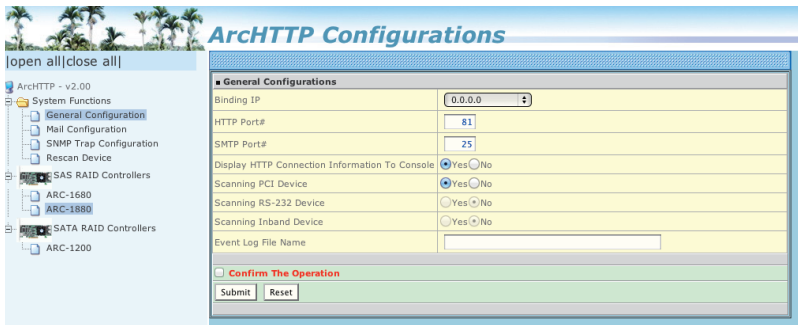 ArcHTTP Configurations
|open all|close all|
ArcHTTP - v2.00
System Functions
General Configuration
Mail Configuration
SNMP Trap Configuration
Rescan Device
SAS RAID Controllers
ARC-1680
ARC-1880
SATA RAID Controllers
ARC-1200
General Configurations
Binding IP 0.0.0.0
HTTP Port# 81
SMTP Port# 25
Display HTTP Connection Information To Console Yes No
Scanning PCI Device Yes No
Scanning RS-232 Device Yes No
Scanning Inband Device Yes No
Event Log File Name
Confirm The Operation
Submit Reset